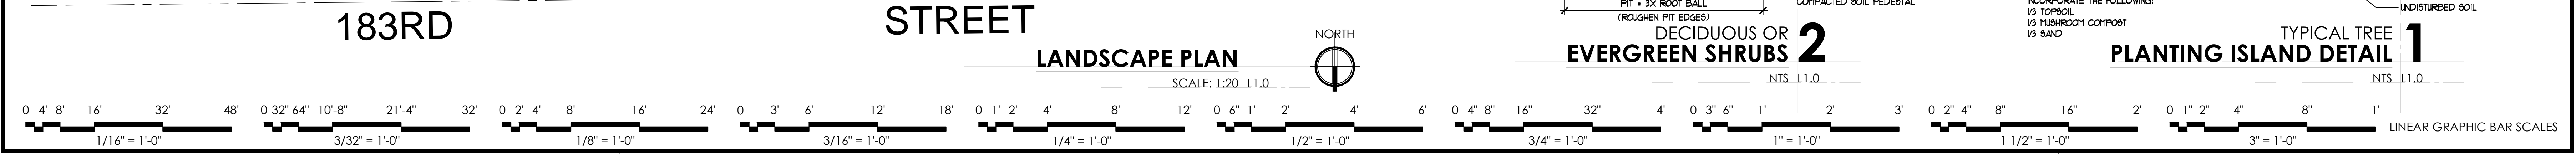 183RD
STREET
LANDSCAPE PLAN
SCALE: 1:20 L1.0
NORTH
PIT = 3X ROOT BALL
(ROUGHEN PIT EDGES)
COMPACTED SOIL PEDESTAL
DECIDUOUS OR
EVERGREEN SHRUBS 2
NTS L1.0
INCORPORATE THE FOLLOWING:
1/3 TOPSOIL
1/3 MUSHROOM COMPOST
1/3 SAND
UNDISTURBED SOIL
TYPICAL TREE
PLANTING ISLAND DETAIL 1
NTS L1.0
0 4' 8' 16' 32' 48'
1/16" = 1'-0"
0 32" 64" 10'-8" 21'-4" 32'
3/32" = 1'-0"
0 2' 4' 8' 16' 24'
1/8" = 1'-0"
0 3' 6' 12' 18'
3/16" = 1'-0"
0 1' 2' 4' 8' 12'
1/4" = 1'-0"
0 6" 1' 2' 4' 6'
1/2" = 1'-0"
0 4" 8" 16" 32" 4'
3/4" = 1'-0"
0 3" 6" 1' 2' 3'
1" = 1'-0"
0 2" 4" 8" 16" 2'
1 1/2" = 1'-0"
0 1" 2" 4" 8" 1'
3" = 1'-0"
LINEAR GRAPHIC BAR SCALES